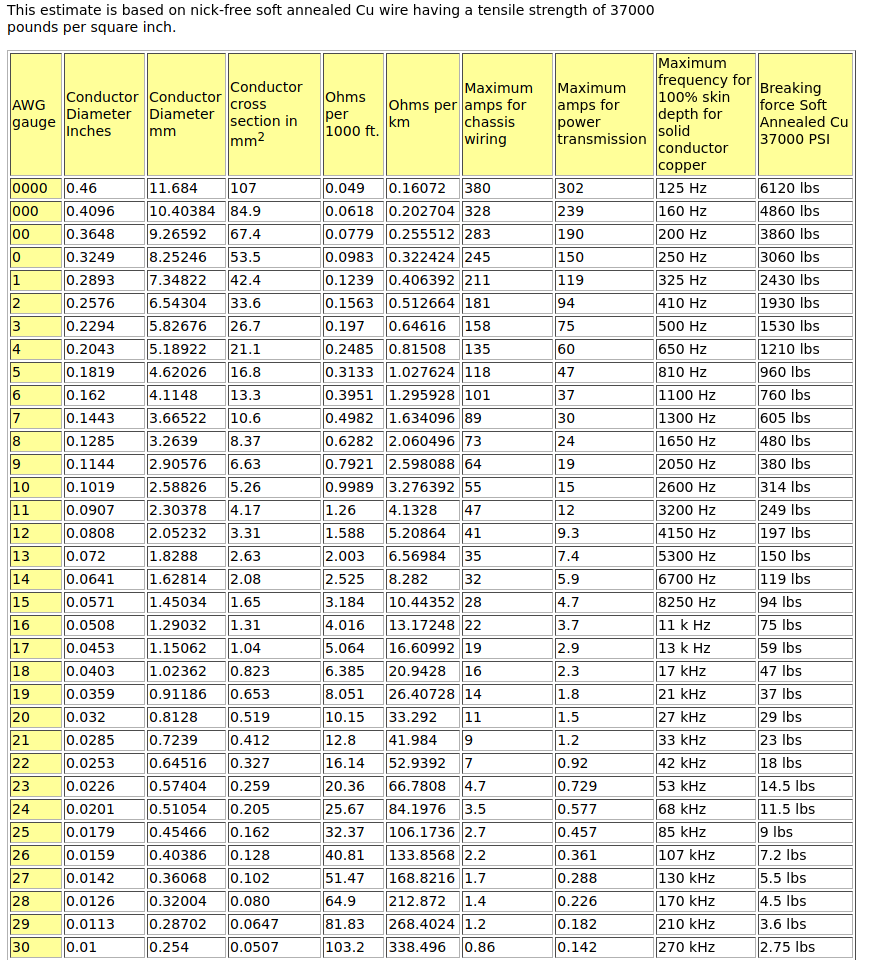 This estimate is based on nick-free soft annealed Cu wire having a tensile strength of 37000
pounds per square inch.
AWG gauge Conductor Diameter Inches Conductor Diameter mm Conductor cross section in mm2 Ohms per 1000 ft. Ohms per km Maximum amps for chassis wiring Maximum amps for power transmission Maximum frequency for 100% skin depth for solid conductor copper Breaking force Soft Annealed Cu 37000 PSI
0000 0.46 11.684 107 0.049 0.16072 380 302 125 Hz 6120 lbs
000 0.4096 10.40384 84.9 0.0618 0.202704 328 239 160 Hz 4860 lbs
00 0.3648 9.26592 67.4 0.0779 0.255512 283 190 200 Hz 3860 lbs
0 0.3249 8.25246 53.5 0.0983 0.322424 245 150 250 Hz 3060 lbs
1 0.2893 7.34822 42.4 0.1239 0.406392 211 119 325 Hz 2430 lbs
2 0.2576 6.54304 33.6 0.1563 0.512664 181 94 410 Hz 1930 lbs
3 0.2294 5.82676 26.7 0.197 0.64616 158 75 500 Hz 1530 lbs
4 0.2043 5.18922 21.1 0.2485 0.81508 135 60 650 Hz 1210 lbs
5 0.1819 4.62026 16.8 0.3133 1.027624 118 47 810 Hz 960 lbs
6 0.162 4.1148 13.3 0.3951 1.295928 101 37 1100 Hz 760 lbs
7 0.1443 3.66522 10.6 0.4982 1.634096 89 30 1300 Hz 605 lbs
8 0.1285 3.2639 8.37 0.6282 2.060496 73 24 1650 Hz 480 lbs
9 0.1144 2.90576 6.63 0.7921 2.598088 64 19 2050 Hz 380 lbs
10 0.1019 2.58826 5.26 0.9989 3.276392 55 15 2600 Hz 314 lbs
11 0.0907 2.30378 4.17 1.26 4.1328 47 12 3200 Hz 249 lbs
12 0.0808 2.05232 3.31 1.588 5.20864 41 9.3 4150 Hz 197 lbs
13 0.072 1.8288 2.63 2.003 6.56984 35 7.4 5300 Hz 150 lbs
14 0.0641 1.62814 2.08 2.525 8.282 32 5.9 6700 Hz 119 lbs
15 0.0571 1.45034 1.65 3.184 10.44352 28 4.7 8250 Hz 94 lbs
16 0.0508 1.29032 1.31 4.016 13.17248 22 3.7 11 k Hz 75 lbs
17 0.0453 1.15062 1.04 5.064 16.60992 19 2.9 13 k Hz 59 lbs
18 0.0403 1.02362 0.823 6.385 20.9428 16 2.3 17 kHz 47 lbs
19 0.0359 0.91186 0.653 8.051 26.40728 14 1.8 21 kHz 37 lbs
20 0.032 0.8128 0.519 10.15 33.292 11 1.5 27 kHz 29 lbs
21 0.0285 0.7239 0.412 12.8 41.984 9 1.2 33 kHz 23 lbs
22 0.0253 0.64516 0.327 16.14 52.9392 7 0.92 42 kHz 18 lbs
23 0.0226 0.57404 0.259 20.36 66.7808 4.7 0.729 53 kHz 14.5 lbs
24 0.0201 0.51054 0.205 25.67 84.1976 3.5 0.577 68 kHz 11.5 lbs
25 0.0179 0.45466 0.162 32.37 106.1736 2.7 0.457 85 kHz 9 lbs
26 0.0159 0.40386 0.128 40.81 133.8568 2.2 0.361 107 kHz 7.2 lbs
27 0.0142 0.36068 0.102 51.47 168.8216 1.7 0.288 130 kHz 5.5 lbs
28 0.0126 0.32004 0.080 64.9 212.872 1.4 0.226 170 kHz 4.5 lbs
29 0.0113 0.28702 0.0647 81.83 268.4024 1.2 0.182 210 kHz 3.6 lbs
30 0.01 0.254 0.0507 103.2 338.496 0.86 0.142 270 kHz 2.75 lbs